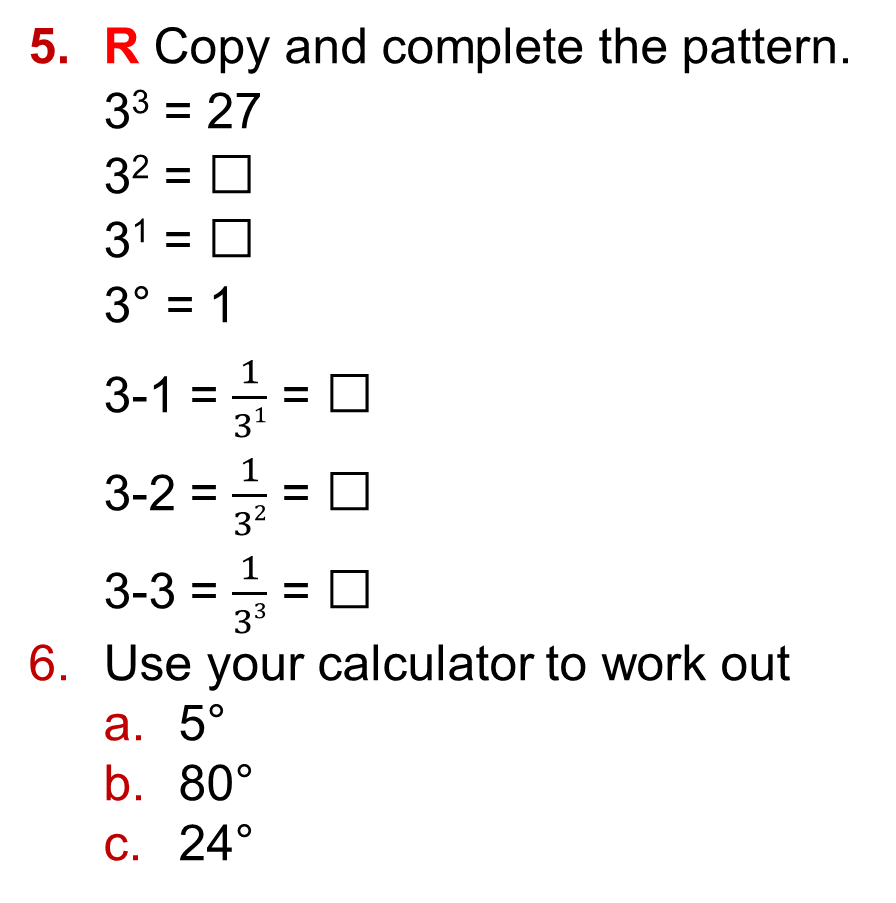 5. R Copy and complete the pattern.
3³ = 27
3² = □
3¹ = □
3° = 1
3-1 = 1/3¹ = □
3-2 = 1/3² = □
3-3 = 1/3³ = □
6. Use your calculator to work out
a. 5°
b. 80°
c. 24°